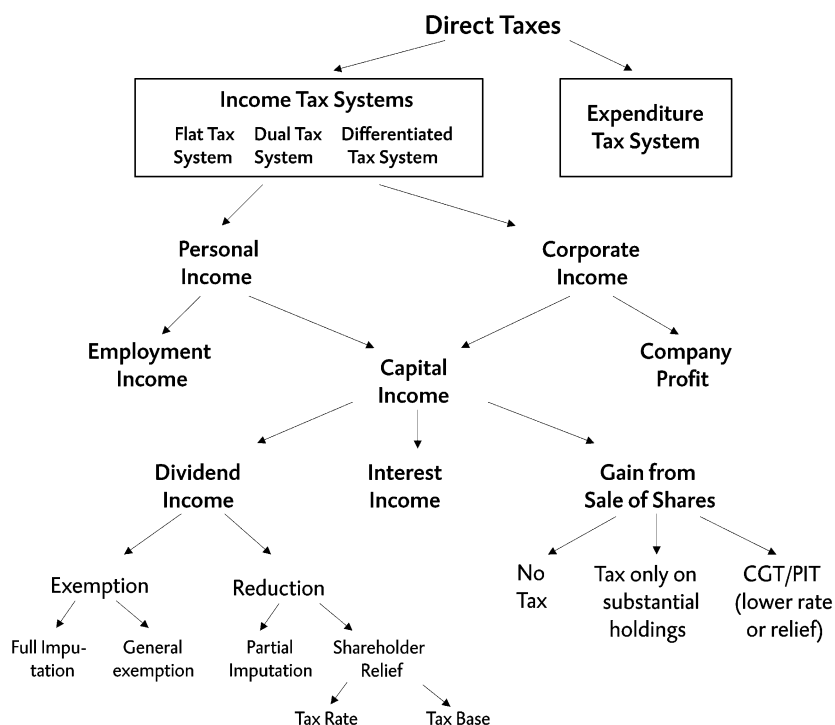 Direct Taxes
Income Tax Systems
Flat Tax System
Dual Tax System
Differentiated Tax System
Expenditure
Tax System
Personal
Income
Corporate
Income
Employment
Income
Capital
Income
Company
Profit
Dividend
Income
Interest
Income
Gain from
Sale of Shares
Exemption
Reduction
No
Tax
Tax only on
substantial
holdings
CGT/PIT
(lower rate
or relief)
Full Impu-
tation
General
exemption
Partial
Imputation
Shareholder
Relief
Tax Rate
Tax Base